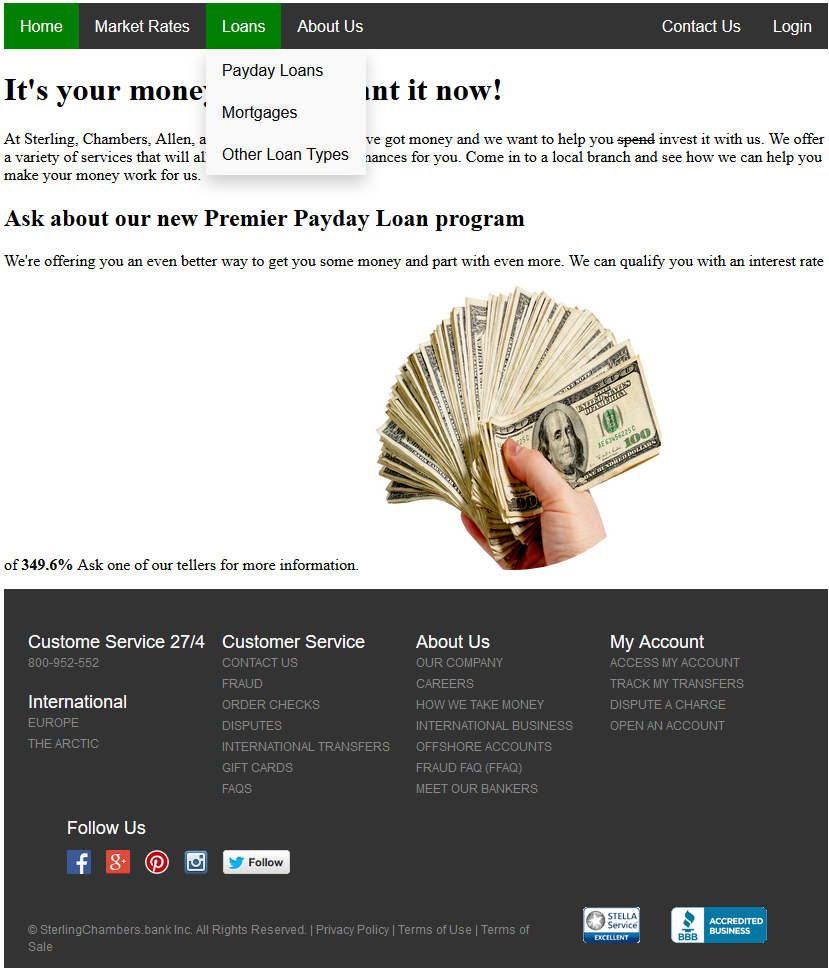 Home Market Rates Loans About Us Contact Us Login
Payday Loans
Mortgages
Other Loan Types
It's your money ant it now!
At Sterling, Chambers, Allen, a ve got money and we want to help you spend invest it with us. We offer
a variety of services that will al nances for you. Come in to a local branch and see how we can help you
make your money work for us.
Ask about our new Premier Payday Loan program
We're offering you an even better way to get you some money and part with even more. We can qualify you with an interest rate
of 349.6% Ask one of our tellers for more information.
AE 63456225 C
100
100
Custome Service 27/4
800-952-552
International
EUROPE
THE ARCTIC
Customer Service
CONTACT US
FRAUD
ORDER CHECKS
DISPUTES
INTERNATIONAL TRANSFERS
GIFT CARDS
FAQS
About Us
OUR COMPANY
CAREERS
HOW WE TAKE MONEY
INTERNATIONAL BUSINESS
OFFSHORE ACCOUNTS
FRAUD FAQ (FFAQ)
MEET OUR BANKERS
My Account
ACCESS MY ACCOUNT
TRACK MY TRANSFERS
DISPUTE A CHARGE
OPEN AN ACCOUNT
Follow Us
Follow
© SterlingChambers.bank Inc. All Rights Reserved. | Privacy Policy | Terms of Use | Terms of
Sale
STELLA
Service
EXCELLENT
BBB
ACCREDITED
BUSINESS